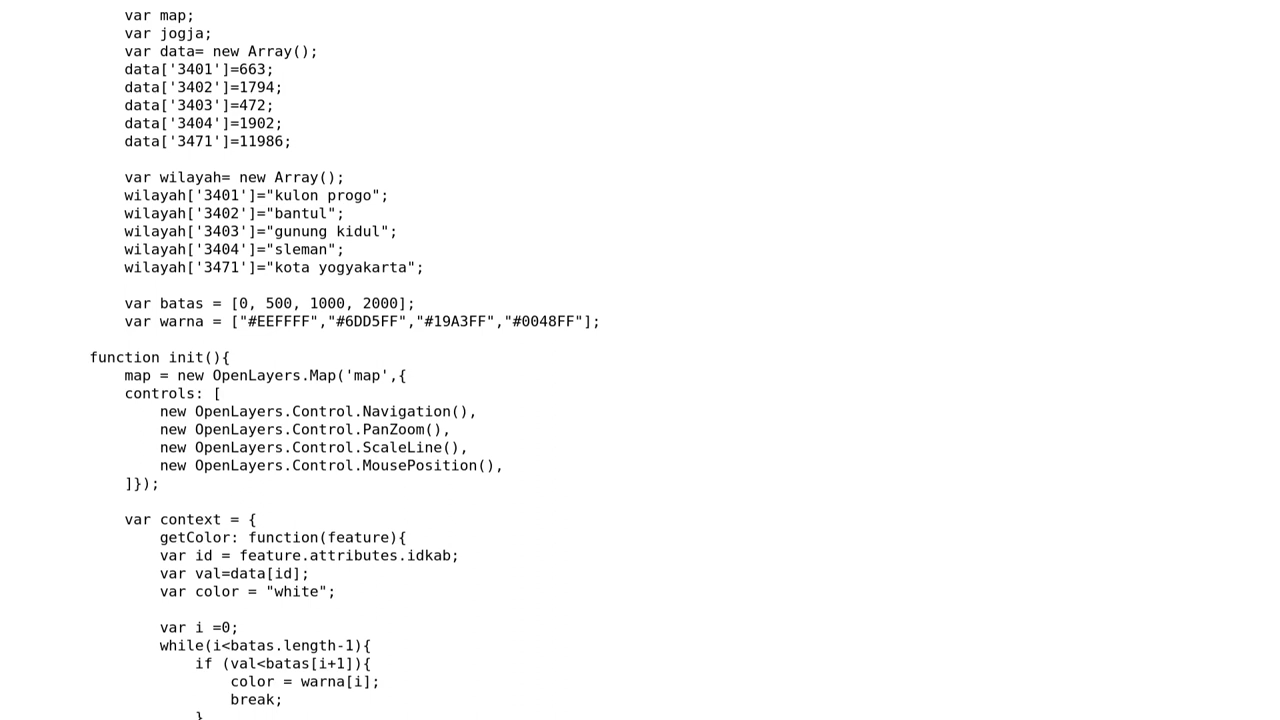 var map;
var jogja;
var data= new Array();
data['3401']=663;
data['3402']=1794;
data['3403']=472;
data['3404']=1902;
data['3471']=11986;
var wilayah= new Array();
wilayah['3401']="kulon progo";
wilayah['3402']="bantul";
wilayah['3403']="gunung kidul";
wilayah['3404']="sleman";
wilayah['3471']="kota yogyakarta";
var batas = [0, 500, 1000, 2000];
var warna = ["#EEFFFF","#6DD5FF","#19A3FF","#0048FF"];
function init(){
map = new OpenLayers.Map('map',{
controls: [
new OpenLayers.Control.Navigation(),
new OpenLayers.Control.PanZoom(),
new OpenLayers.Control.ScaleLine(),
new OpenLayers.Control.MousePosition(),
]});
var context = {
getColor: function(feature){
var id = feature.attributes.idkab;
var val=data[id];
var color = "white";
var i =0;
while(i<batas.length-1){
if (val<batas[i+1]){
color = warna[i];
break;
}